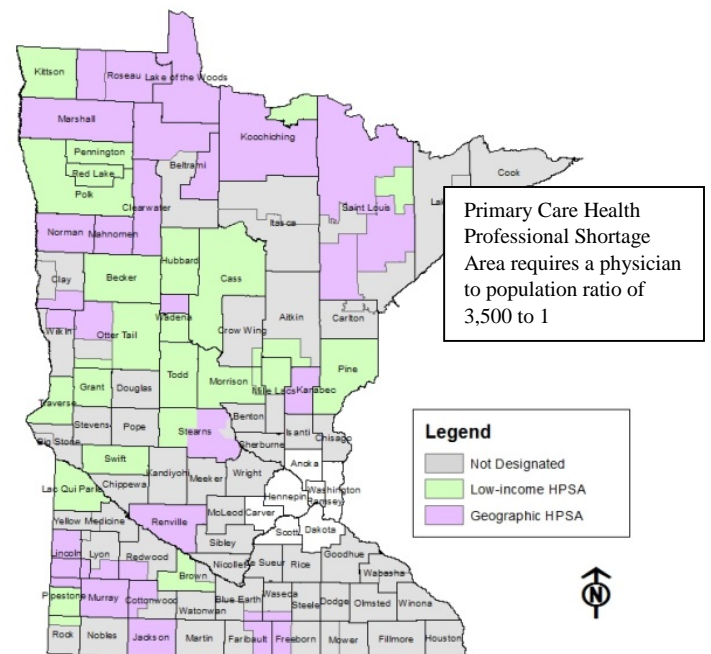 Kittson
Roseau
Lake of the Woods
Marshall
Koochiching
Pennington
Red Lake
Polk
Beltrami
Clearwater
Cook
Saint Louis
Itasca
Norman
Mahnomen
Hubbard
Cass
Clay
Becker
Primary Care Health
Professional Shortage
Area requires a physician
to population ratio of
3,500 to 1
Wadena
Aitkin
Carlton
Wilkin
Otter Tail
Crow Wing
Pine
Todd
Morrison
Mille Lacs
Kanabec
Grant
Douglas
Traverse
Stevens
Pope
Stearns
Benton
Isanti
Chisago
Big Stone
Sherburne
Swift
Kandiyohi
Meeker
Wright
Anoka
Hennepin
Washington
Ramsey
Lac Qui Parle
Chippewa
Renville
McLeod
Carver
Scott
Dakota
Yellow Medicine
Sibley
Goodhue
Lincoln
Lyon
Redwood
Nicollet
Le Sueur
Rice
Wabasha
Brown
Pipestone
Murray
Cottonwood
Watonwan
Blue Earth
Waseca
Steele
Dodge
Olmsted
Winona
Rock
Nobles
Jackson
Martin
Faribault
Freeborn
Mower
Fillmore
Houston
Legend
Not Designated
Low-income HPSA
Geographic HPSA
N